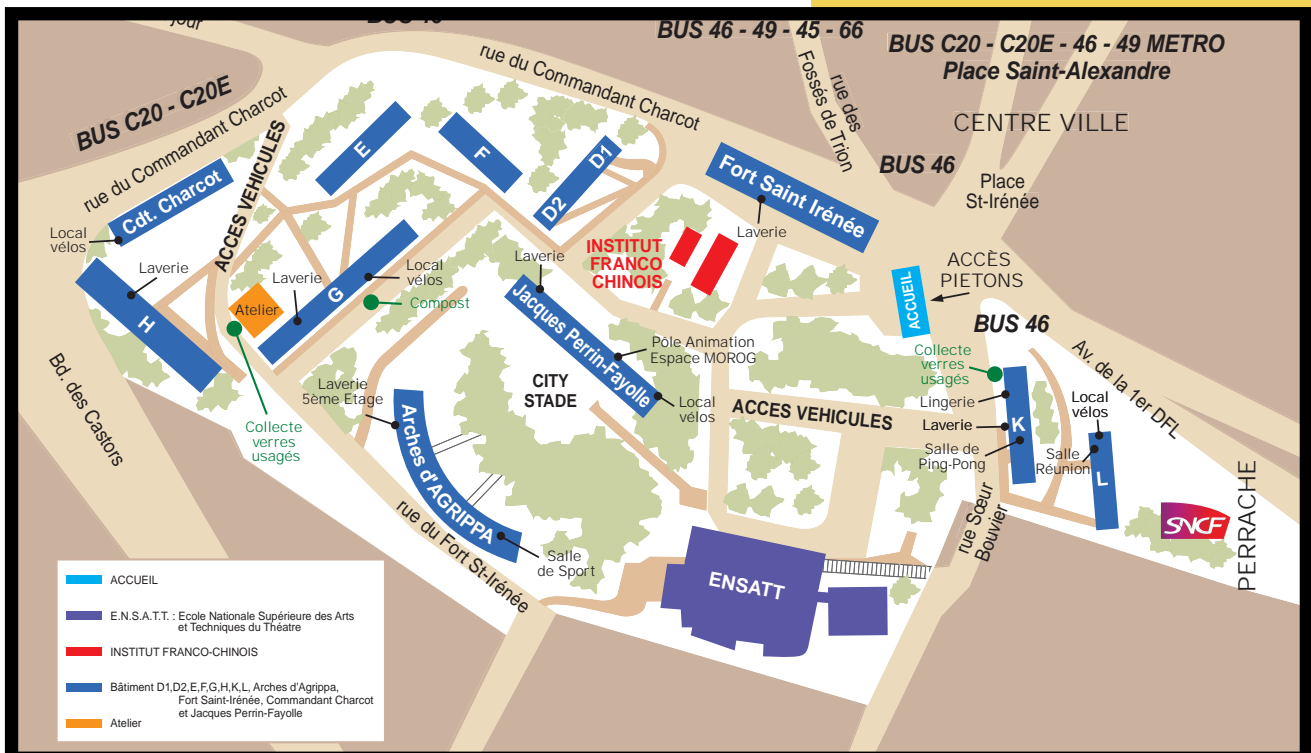 jour
BUS 46 - 49 - 45 - 66
BUS C20 - C20E - 46 - 49 METRO
Place Saint-Alexandre
rue du Commandant Charcot
rue des
Fossés de Trion
CENTRE VILLE
BUS C20 - C20E
rue du Commandant Charcot
ACCES VEHICULES
E
F
D1
D2
Fort Saint Irénée
Laverie
BUS 46
Place
St-Irénée
Cdt. Charcot
Local
vélos
Laverie
H
Laverie
G
Local
vélos
Atelier
Compost
Laverie
INSTITUT
FRANCO
CHINOIS
Jacques Perrin-Fayolle
Pôle Animation
Espace MOROG
Local
vélos
ACCUEIL
ACCÈS
PIETONS
BUS 46
Av. de la 1er DFL
Collecte
verres
usagés
Lingerie
Laverie
K
Salle de
Ping-Pong
Local
vélos
Salle
Réunion
L
SNCF
PERRACHE
Bd. des Castors
Collecte
verres
usagés
Laverie
5ème Etage
Arches d'AGRIPPA
CITY
STADE
ACCES VEHICULES
Salle
de Sport
rue du Fort St-Irénée
rue Sœur
Bouvier
ENSATT
ACCUEIL
E.N.S.A.T.T. : Ecole Nationale Supérieure des Arts
et Techniques du Théatre
INSTITUT FRANCO-CHINOIS
Bâtiment D1,D2,E,F,G,H,K,L, Arches d'Agrippa,
Fort Saint-Irénée, Commandant Charcot
et Jacques Perrin-Fayolle
Atelier